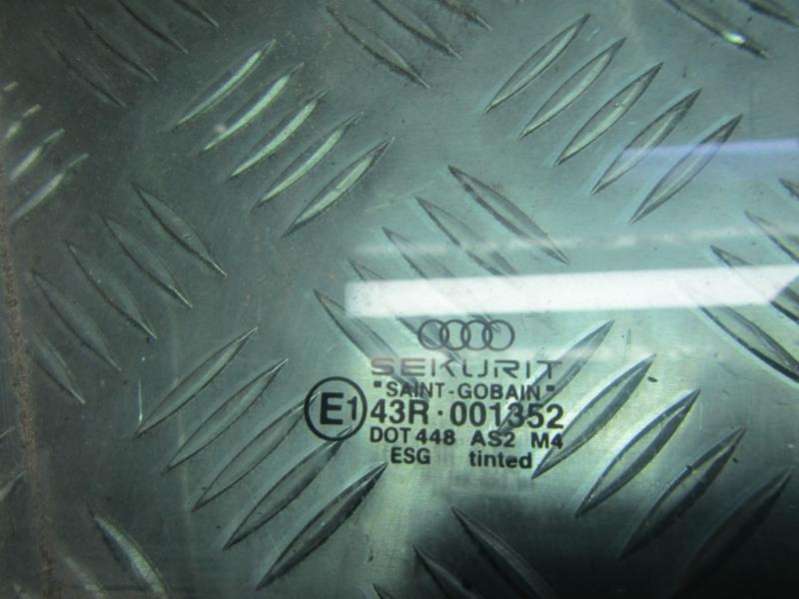 SEKURIT
"SAINT-GOBAIN"
E1 43R·001352
DOT 448 AS2 M4
ESG tinted